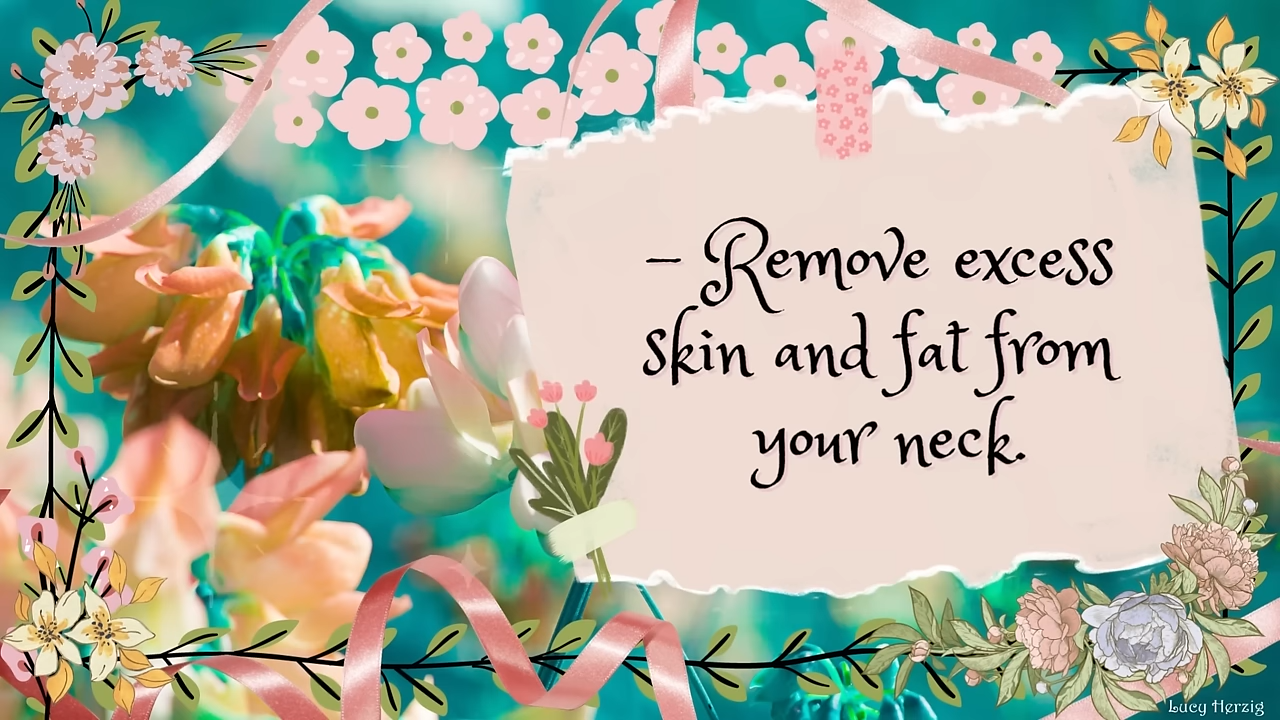 – Remove excess
skin and fat from
your neck.
Lucy Herzig